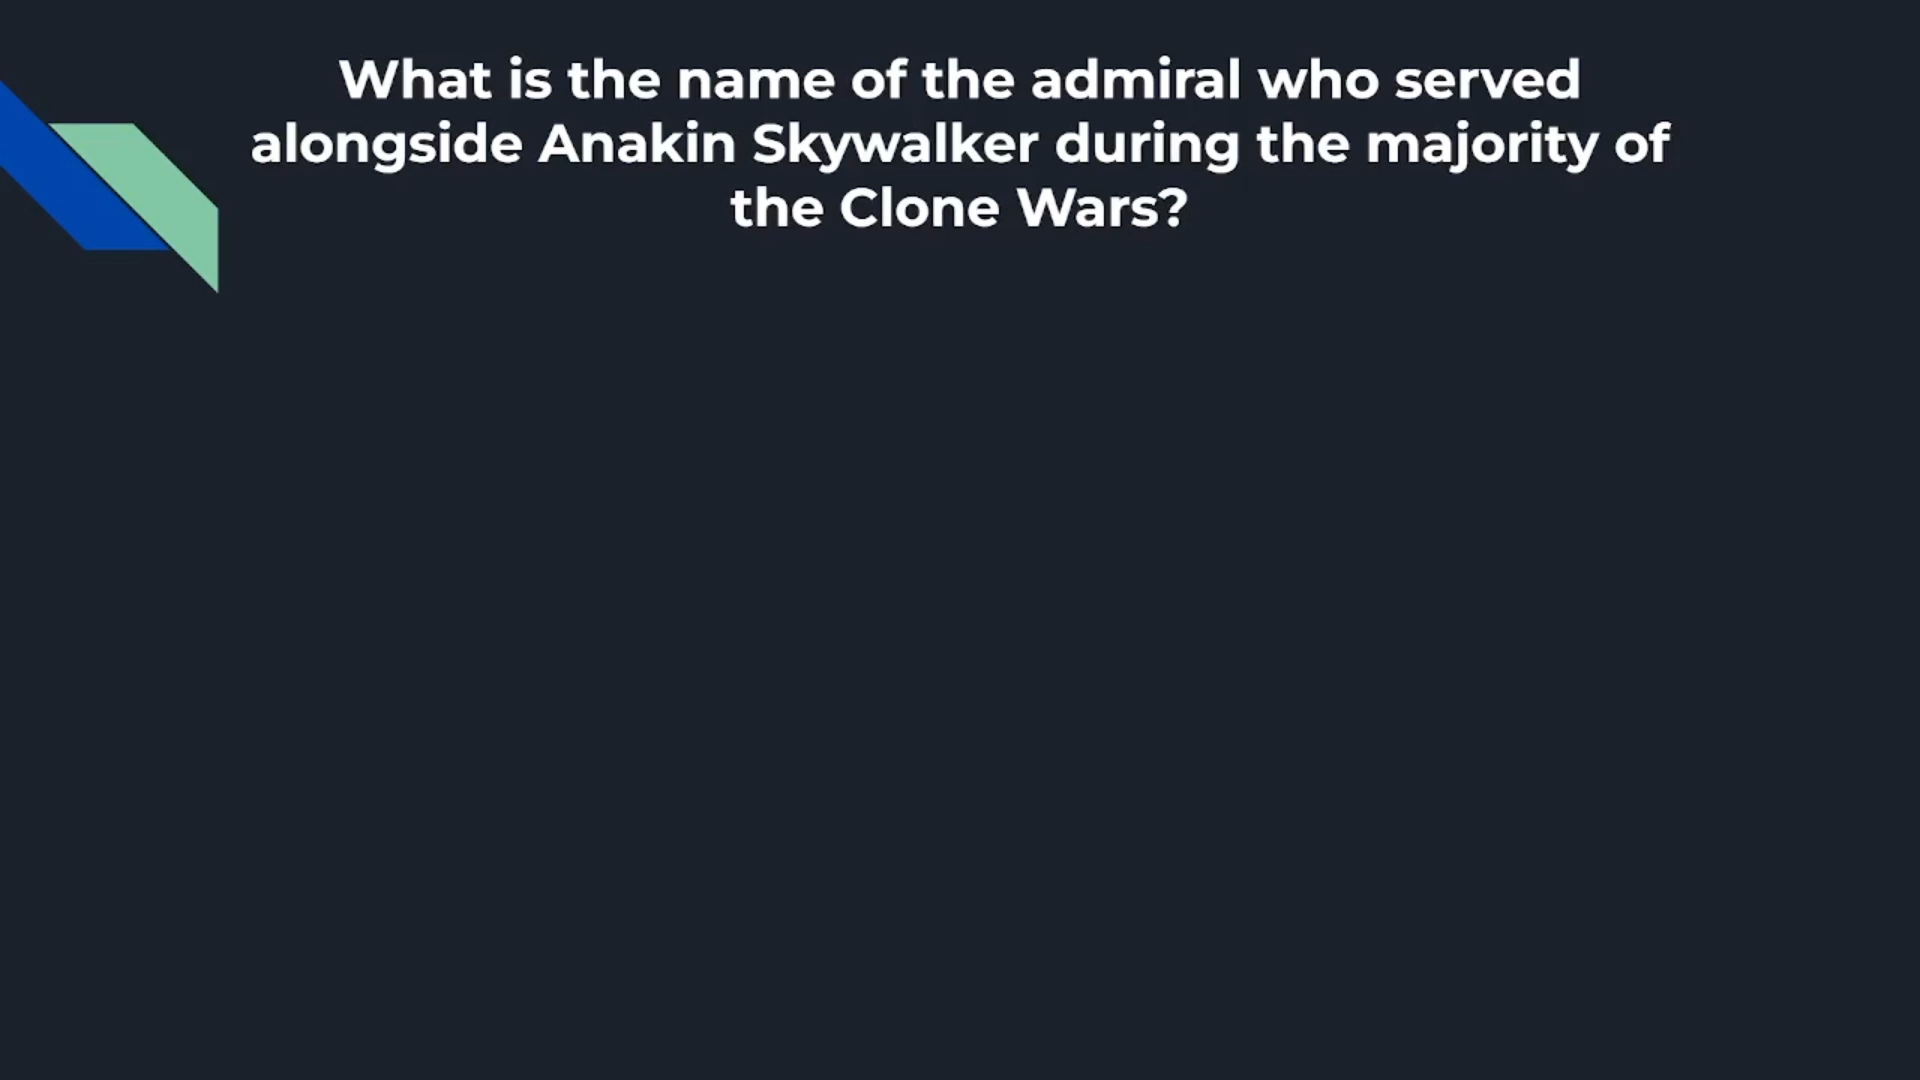 What is the name of the admiral who served
alongside Anakin Skywalker during the majority of
the Clone Wars?